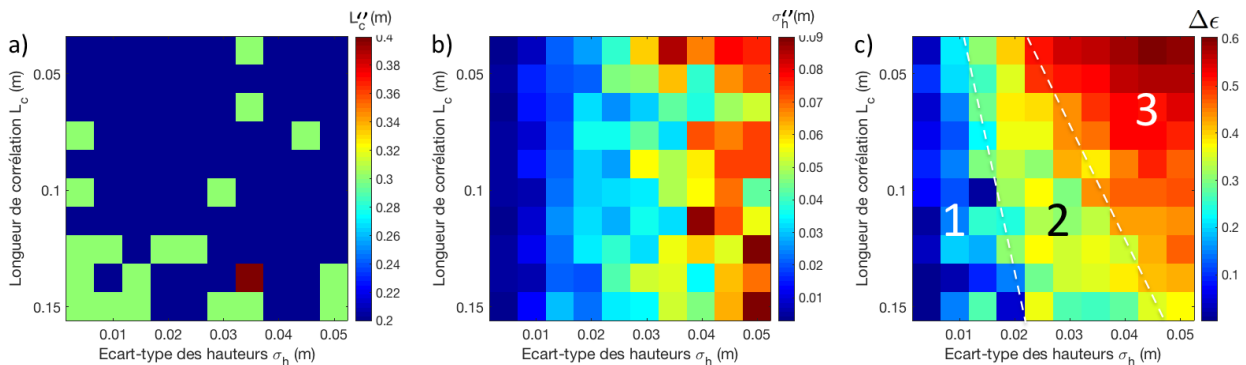 a)
L_c'' (m)
0.4
0.38
0.36
0.34
0.32
0.3
0.28
0.26
0.24
0.22
0.2
Longueur de corrélation L_c (m)
0.05
0.1
0.15
0.01 0.02 0.03 0.04 0.05
Ecart-type des hauteurs σ_h (m)
b)
σ_h'' (m)
0.09
0.08
0.07
0.06
0.05
0.04
0.03
0.02
0.01
Longueur de corrélation L_c (m)
0.05
0.1
0.15
0.01 0.02 0.03 0.04 0.05
Ecart-type des hauteurs σ_h (m)
c)
Δϵ
0.6
0.5
0.4
0.3
0.2
0.1
Longueur de corrélation L_c (m)
0.05
0.1
0.15
3
1
2
0.01 0.02 0.03 0.04 0.05
Ecart-type des hauteurs σ_h (m)